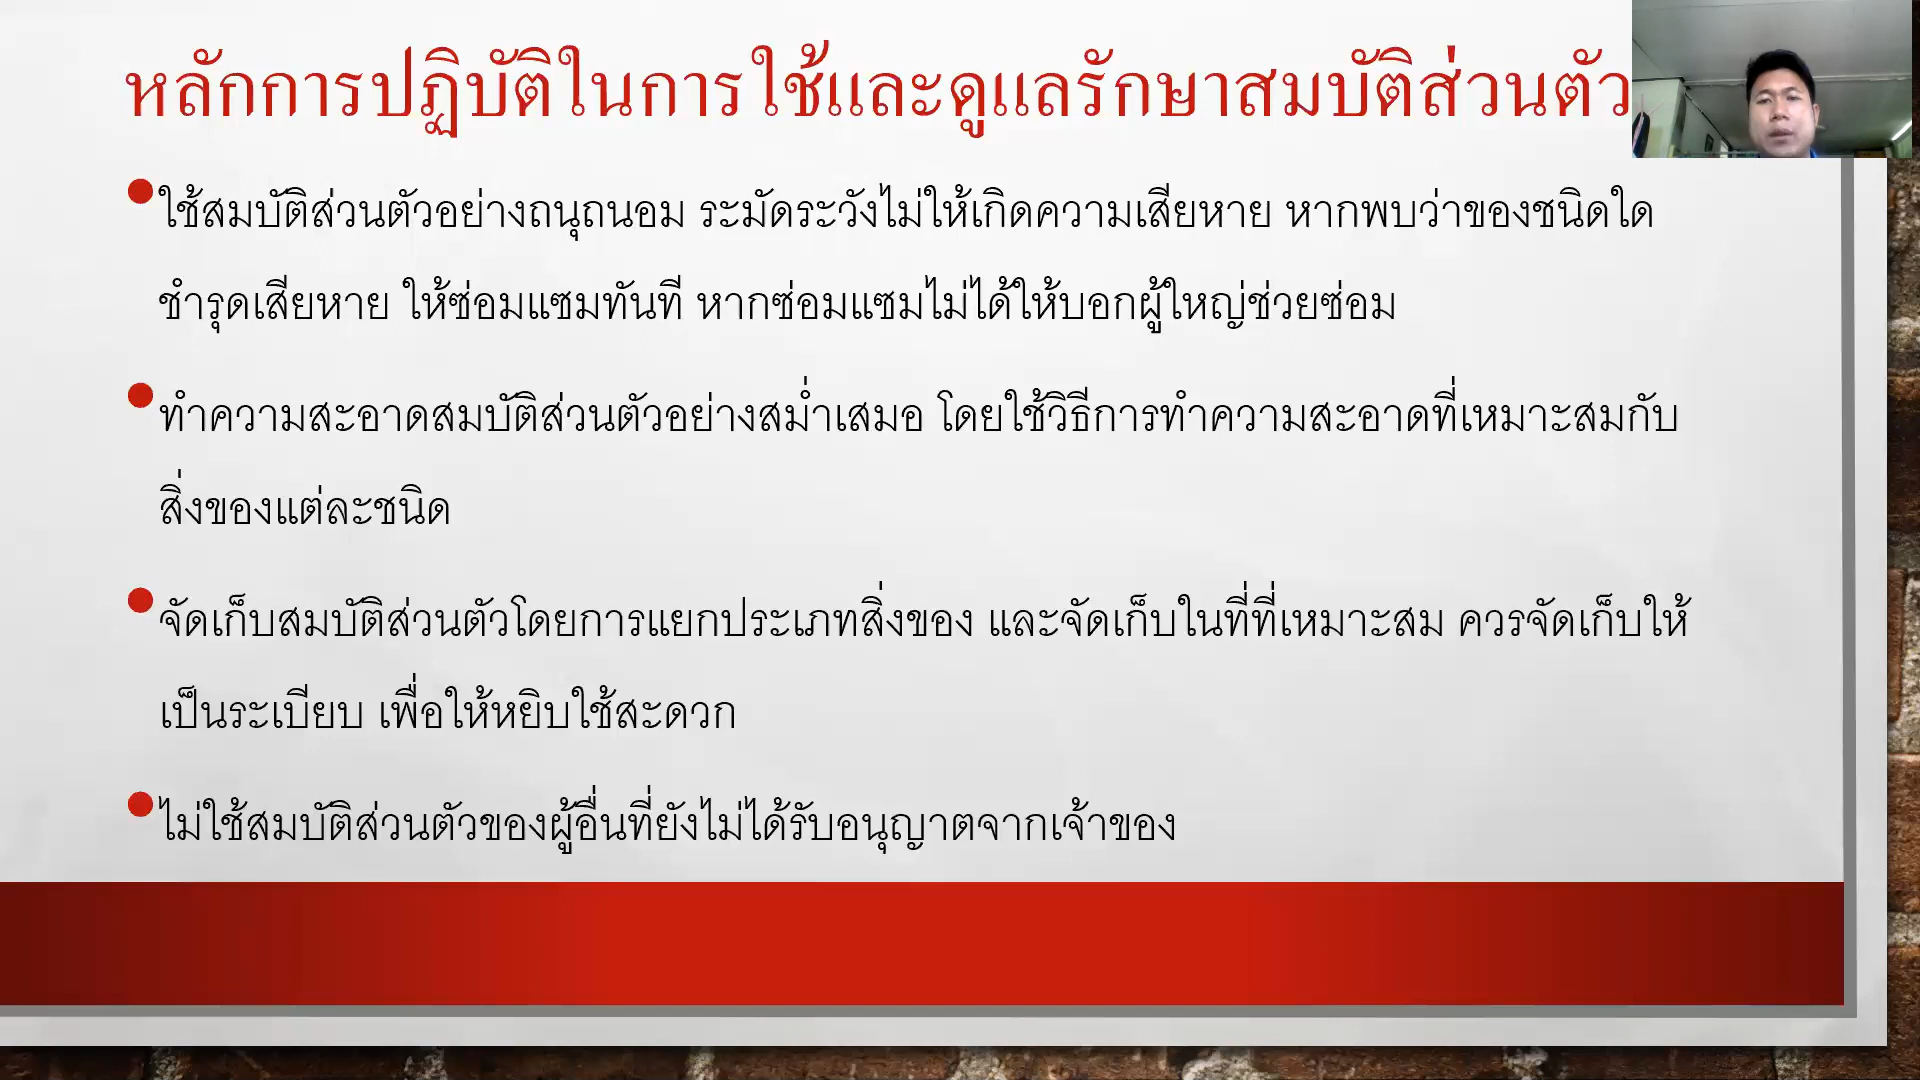 หลักการปฏิบัติในการใช้และดูแลรักษาสมบัติส่วนตัว
ใช้สมบัติส่วนตัวอย่างถนุถนอม ระมัดระวังไม่ให้เกิดความเสียหาย หากพบว่าของชนิดใด
ชำรุดเสียหาย ให้ซ่อมแซมทันที หากซ่อมแซมไม่ได้ให้บอกผู้ใหญ่ช่วยซ่อม
ทำความสะอาดสมบัติส่วนตัวอย่างสม่ำเสมอ โดยใช้วิธีการทำความสะอาดที่เหมาะสมกับ
สิ่งของแต่ละชนิด
จัดเก็บสมบัติส่วนตัวโดยการแยกประเภทสิ่งของ และจัดเก็บในที่ที่เหมาะสม ควรจัดเก็บให้
เป็นระเบียบ เพื่อให้หยิบใช้สะดวก
ไม่ใช้สมบัติส่วนตัวของผู้อื่นที่ยังไม่ได้รับอนุญาตจากเจ้าของ